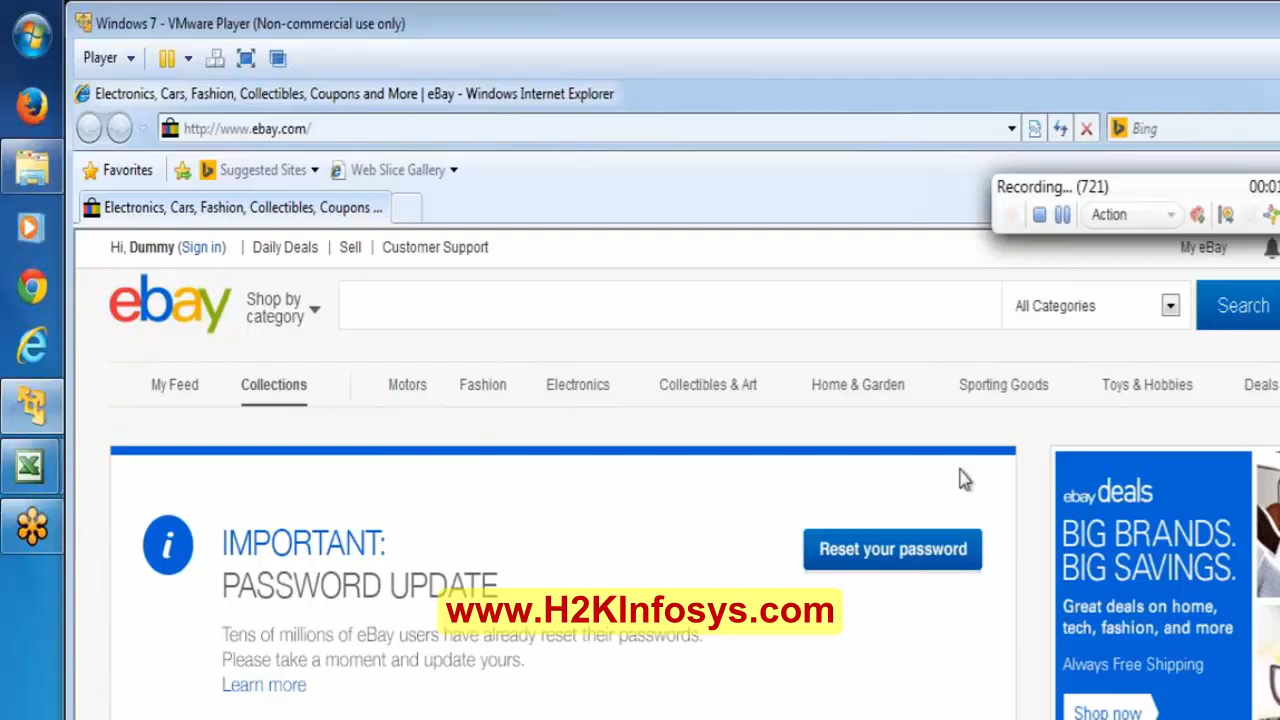 Windows 7 - VMware Player (Non-commercial use only)
Player
Electronics, Cars, Fashion, Collectibles, Coupons and More | eBay - Windows Internet Explorer
http://www.ebay.com/
Bing
Favorites
Suggested Sites
Web Slice Gallery
Electronics, Cars, Fashion, Collectibles, Coupons ...
Recording... (721)
00:01
Action
Hi, Dummy (Sign in)
Daily Deals
Sell
Customer Support
My eBay
ebay
Shop by
category
All Categories
Search
My Feed
Collections
Motors
Fashion
Electronics
Collectibles & Art
Home & Garden
Sporting Goods
Toys & Hobbies
Deals
IMPORTANT:
PASSWORD UPDATE
Reset your password
www.H2KInfosys.com
Tens of millions of eBay users have already reset their passwords.
Please take a moment and update yours.
Learn more
ebay deals
BIG BRANDS.
BIG SAVINGS.
Great deals on home,
tech, fashion, and more
Always Free Shipping
Shop now